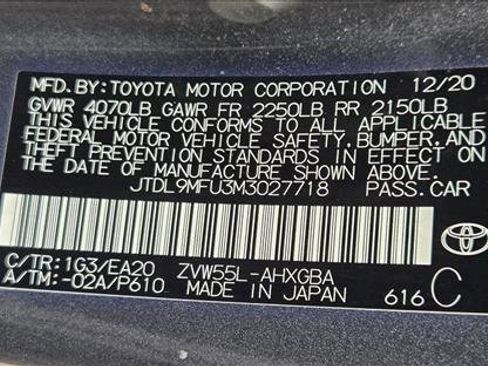 MFD. BY: TOYOTA MOTOR CORPORATION 12/20
GVWR 4070LB GAWR FR 2250LB RR 2150LB
THIS VEHICLE CONFORMS TO ALL APPLICABLE
FEDERAL MOTOR VEHICLE SAFETY, BUMPER, AND
THEFT PREVENTION STANDARDS IN EFFECT ON
THE DATE OF MANUFACTURE SHOWN ABOVE.
JTDL9MFU3M3027718 PASS. CAR
C/TR: 1G3/EA20 ZVW55L-AHXGBA
A/TM: -02A/P610 MADE IN JAPAN 616 C
TOYOTA